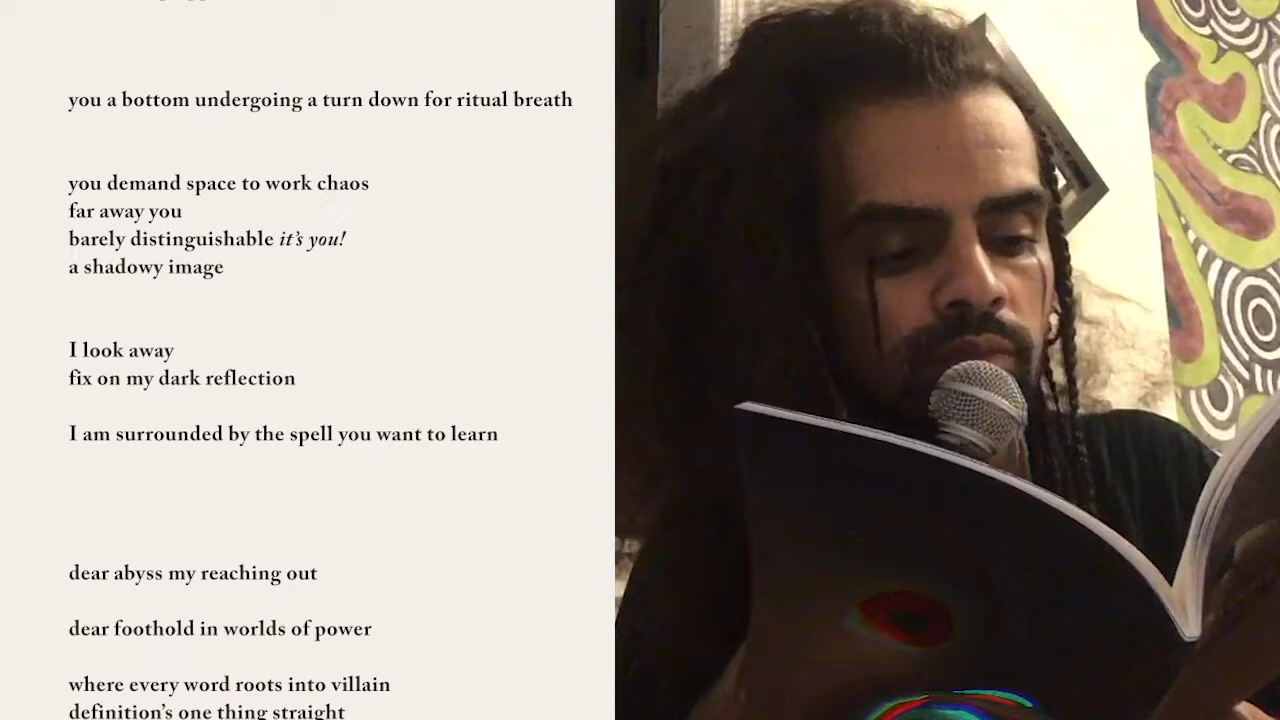 you a bottom undergoing a turn down for ritual breath
you demand space to work chaos
far away you
barely distinguishable it's you!
a shadowy image
I look away
fix on my dark reflection
I am surrounded by the spell you want to learn
dear abyss my reaching out
dear foothold in worlds of power
where every word roots into villain
definition's one thing straight